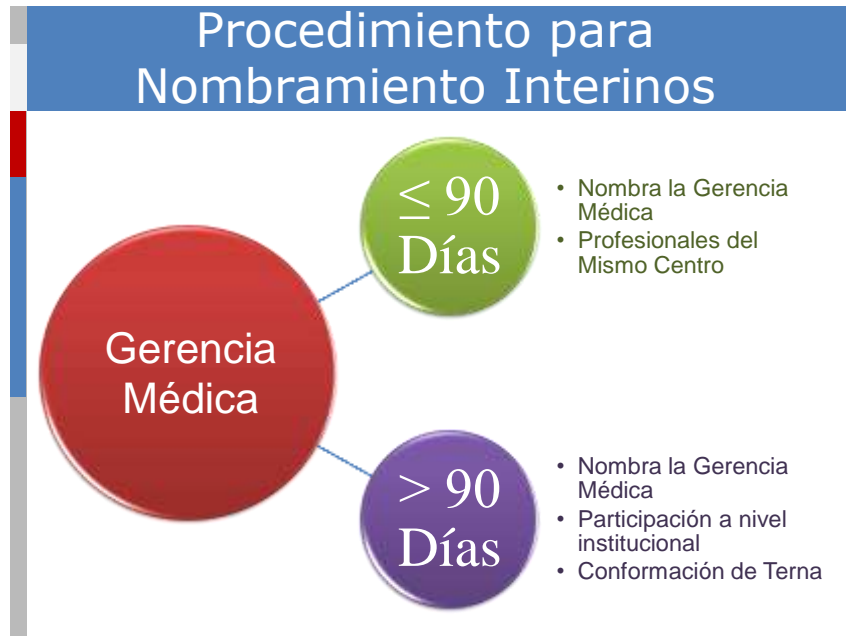 Procedimiento para
Nombramiento Interinos
Gerencia
Médica
≤ 90
Días
• Nombra la Gerencia
Médica
• Profesionales del
Mismo Centro
> 90
Días
• Nombra la Gerencia
Médica
• Participación a nivel
institucional
• Conformación de Terna